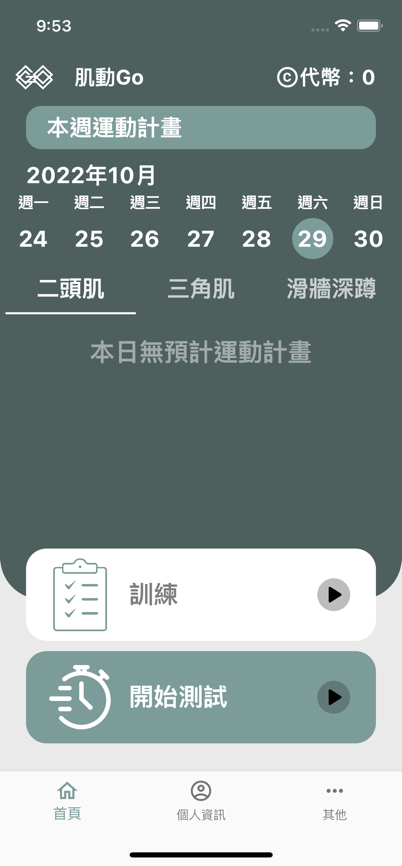 9:53
GO 肌動Go ©代幣：0
本週運動計畫
2022年10月
週一 週二 週三 週四 週五 週六 週日
24 25 26 27 28 29 30
二頭肌 三角肌 滑牆深蹲
本日無預計運動計畫
訓練
開始測試
首頁 個人資訊 其他